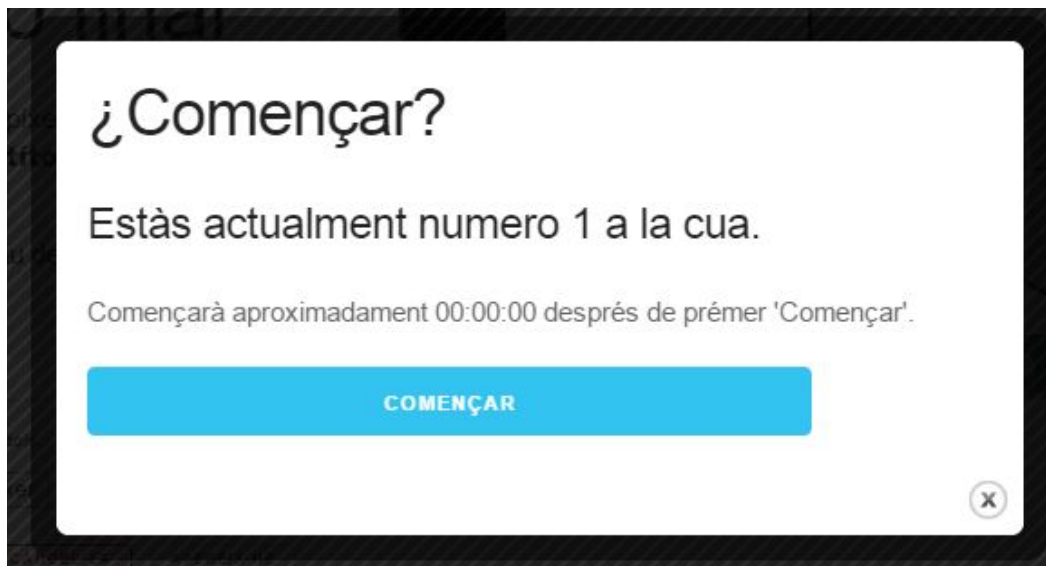 ¿Començar?
Estàs actualment numero 1 a la cua.
Començarà aproximadament 00:00:00 després de prémer 'Començar'.
COMENÇAR
X